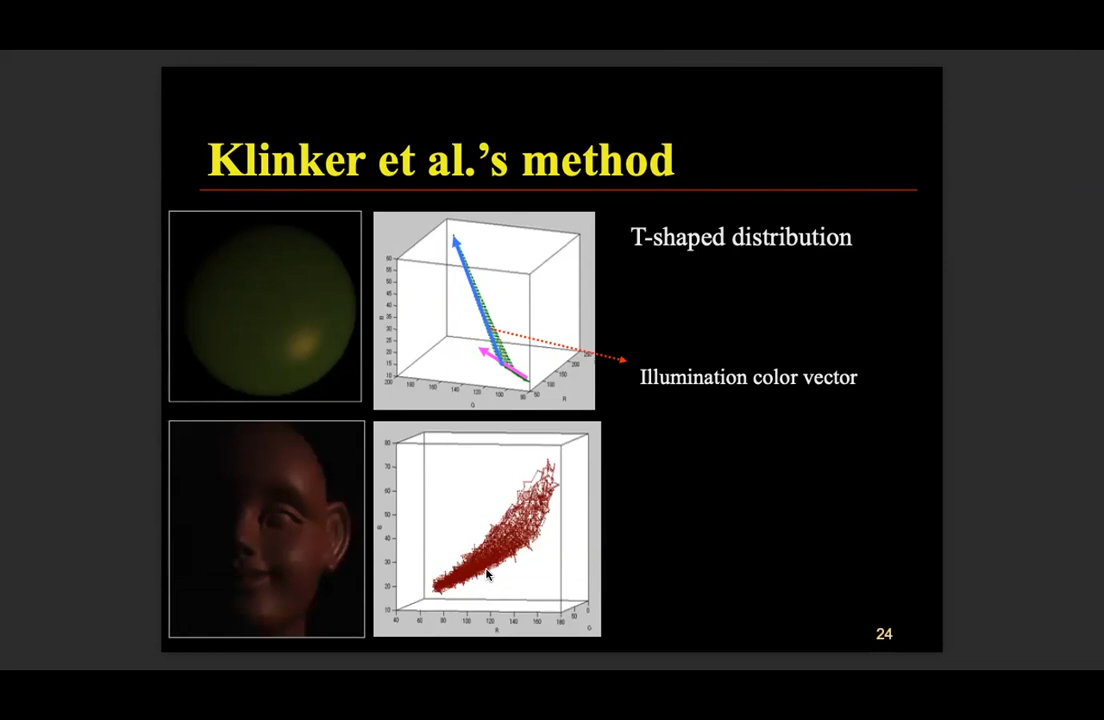 Klinker et al.’s method
T-shaped distribution
Illumination color vector
24